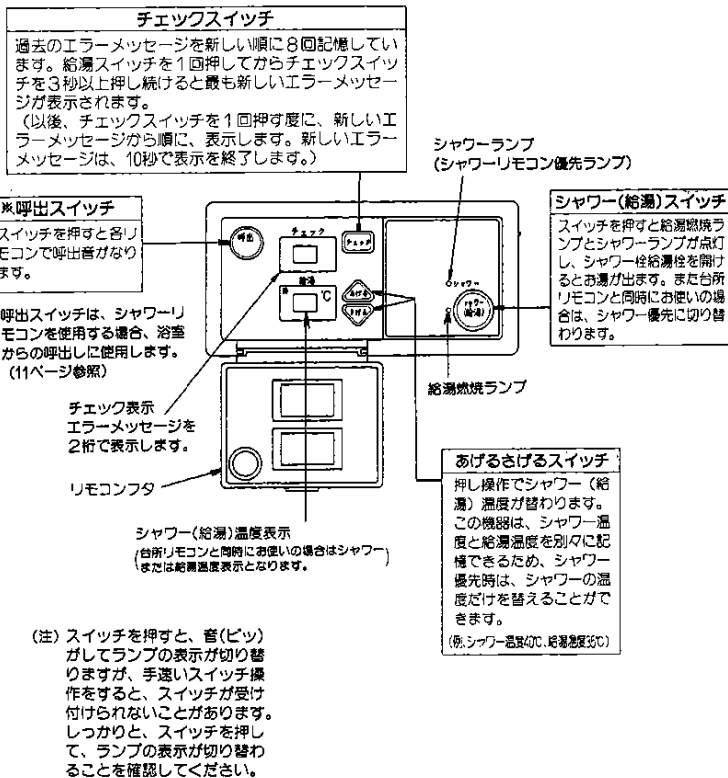 チェックスイッチ
過去のエラーメッセージを新しい順に8回記憶してい
ます。給湯スイッチを1回押してからチェックスイッ
チを3秒以上押し続けると最も新しいエラーメッセー
ジが表示されます。
(以後、チェックスイッチを1回押す度に、新しいエ
ラーメッセージから順に、表示します。新しいエラー
メッセージは、10秒で表示を終了します。)
シャワーランプ
(シャワーリモコン優先ランプ)
※呼出スイッチ
スイッチを押すと各リ
モコンで呼出音がなり
ます。
呼出スイッチは、シャワーリ
モコンを使用する場合、浴室
からの呼出しに使用します。
(11ページ参照)
シャワー(給湯)スイッチ
スイッチを押すと給湯燃焼ラ
ンプとシャワーランプが点灯
し、シャワー栓給湯栓を開け
るとお湯が出ます。また台所
リモコンと同時にお使いの場
合は、シャワー優先に切り替
わります。
呼出
チェック
チェック
給湯
℃
あげる
さげる
シャワー
シャワー
(給湯)
給湯燃焼ランプ
チェック表示
エラーメッセージを
2桁で表示します。
リモコンフタ
シャワー(給湯)温度表示
(台所リモコンと同時にお使いの場合はシャワー
または給湯温度表示となります。)
あげるさげるスイッチ
押し操作でシャワー(給
湯)温度が替わります。
この機器は、シャワー温
度と給湯温度を別々に記
憶できるため、シャワー
優先時は、シャワーの温
度だけを替えることがで
きます。
(例.シャワー温度40℃、給湯温度35℃)
(注)スイッチを押すと、音(ピッ)
がしてランプの表示が切り替
りますが、手速いスイッチ操
作をすると、スイッチが受け
付けられないことがあります。
しっかりと、スイッチを押し
て、ランプの表示が切り替わ
ることを確認してください。